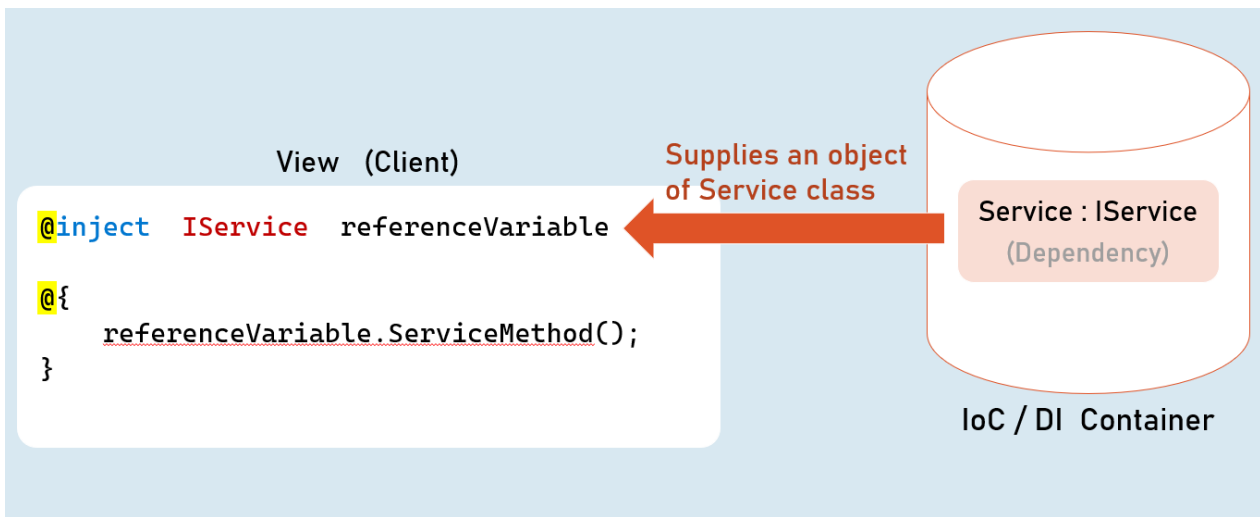 View (Client)
@inject IService referenceVariable
@{
referenceVariable.ServiceMethod();
}
Supplies an object
of Service class
Service : IService
(Dependency)
IoC / DI Container